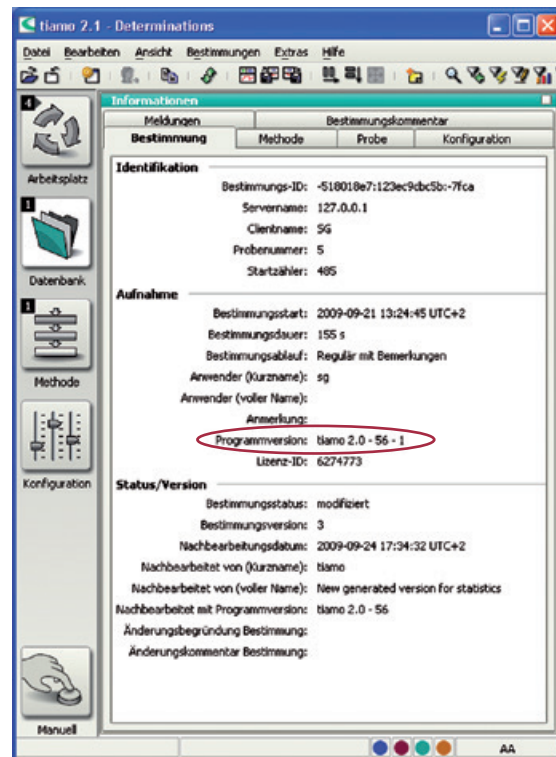 tiamo 2.1 - Determinations
Datei Bearbeiten Ansicht Bestimmungen Extras Hilfe
Informationen
Meldungen Bestimmungskommentar
Bestimmung Methode Probe Konfiguration
4
Arbeitsplatz
1
Datenbank
1
Methode
Konfiguration
Manuell
Identifikation
Bestimmungs-ID: -518018e7:123ec9cbc5b:-7fca
Servername: 127.0.0.1
Clientname: SG
Probenummer: 5
Startzähler: 485
Aufnahme
Bestimmungsstart: 2009-09-21 13:24:45 UTC+2
Bestimmungsdauer: 155 s
Bestimmungsablauf: Regulär mit Bemerkungen
Anwender (Kurzname): sg
Anwender (voller Name):
Anmerkung:
Programmversion: tiamo 2.0 - 56 - 1
Lizenz-ID: 6274773
Status/Version
Bestimmungsstatus: modifiziert
Bestimmungsversion: 3
Nachbearbeitungsdatum: 2009-09-24 17:34:32 UTC+2
Nachbearbeitet von (Kurzname): tiamo
Nachbearbeitet von (voller Name): New generated version for statistics
Nachbearbeitet mit Programmversion: tiamo 2.0 - 56
Änderungsbegründung Bestimmung:
Änderungskommentar Bestimmung:
AA